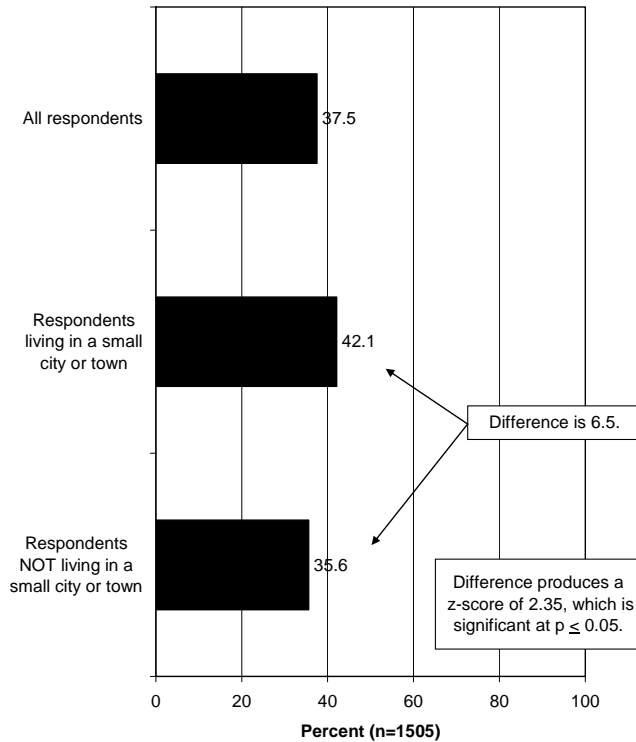 All respondents
37.5
Respondents
living in a small
city or town
42.1
Difference is 6.5.
Respondents
NOT living in a
small city or town
35.6
Difference produces a
z-score of 2.35, which is
significant at p ≤ 0.05.
0 20 40 60 80 100
Percent (n=1505)